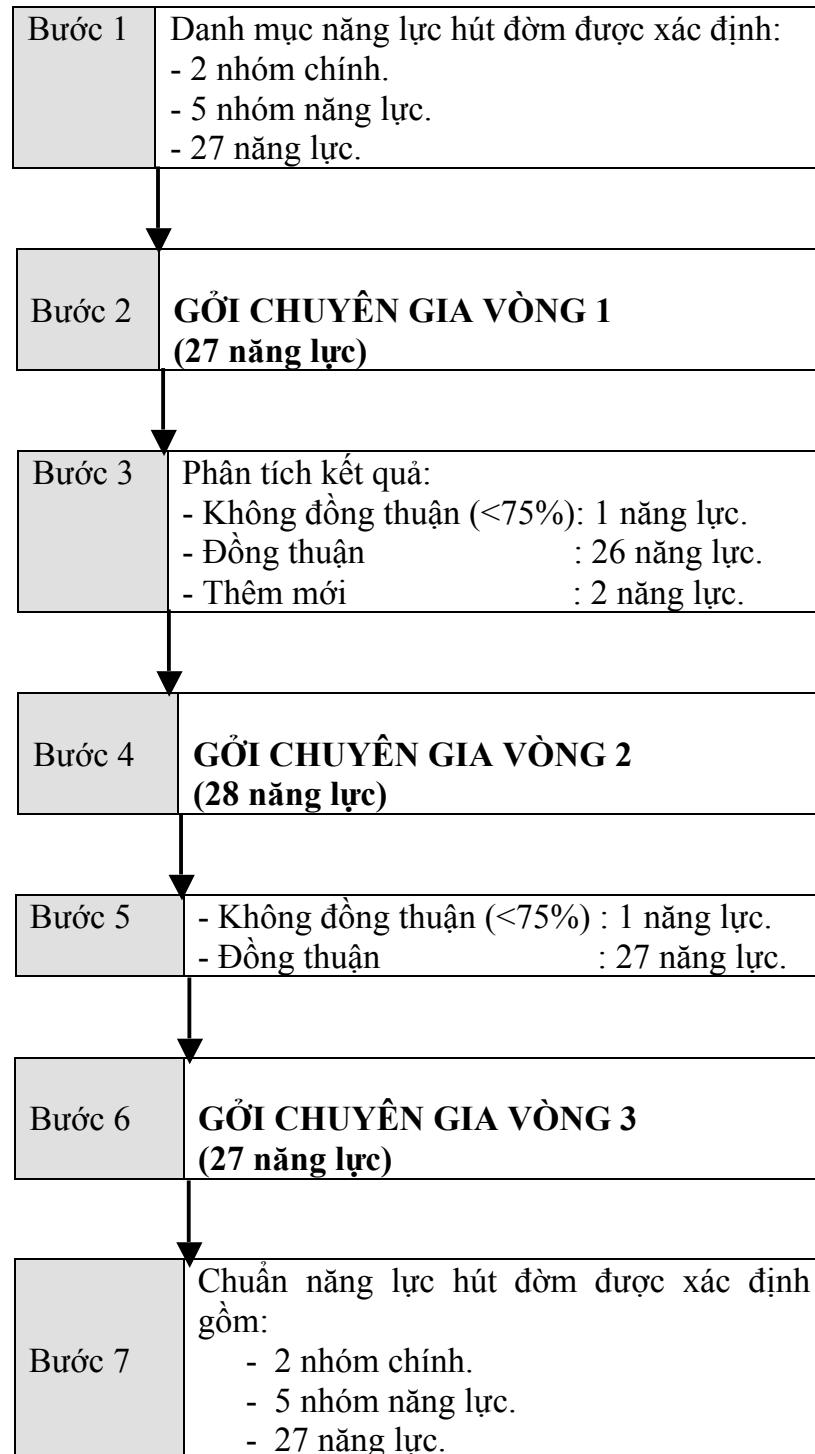 Bước 1 Danh mục năng lực hút đờm được xác định:
- 2 nhóm chính.
- 5 nhóm năng lực.
- 27 năng lực.
Bước 2 GỞI CHUYÊN GIA VÒNG 1
(27 năng lực)
Bước 3 Phân tích kết quả:
- Không đồng thuận (<75%): 1 năng lực.
- Đồng thuận : 26 năng lực.
- Thêm mới : 2 năng lực.
Bước 4 GỞI CHUYÊN GIA VÒNG 2
(28 năng lực)
Bước 5 - Không đồng thuận (<75%) : 1 năng lực.
- Đồng thuận : 27 năng lực.
Bước 6 GỞI CHUYÊN GIA VÒNG 3
(27 năng lực)
Chuẩn năng lực hút đờm được xác định
gồm:
Bước 7 - 2 nhóm chính.
- 5 nhóm năng lực.
- 27 năng lực.